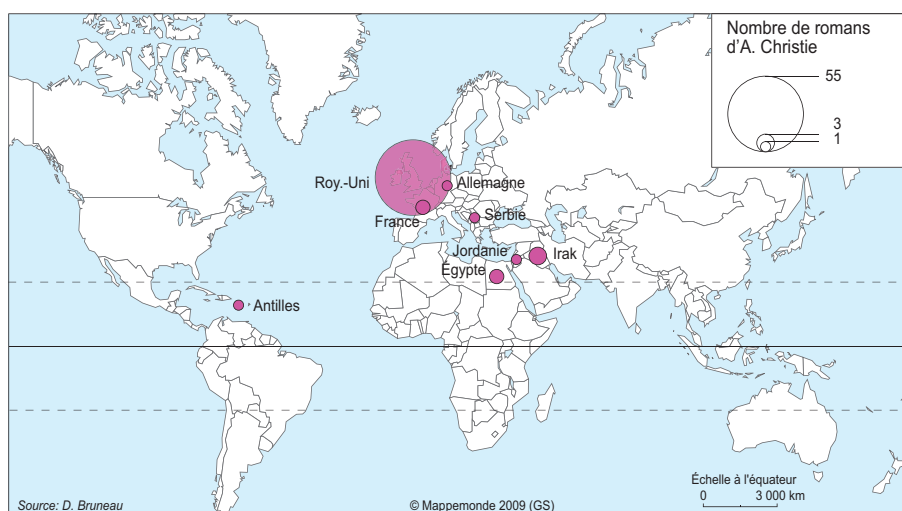 Nombre de romans
d'A. Christie
55
3
1
Roy.-Uni
Allemagne
France
Serbie
Jordanie
Irak
Égypte
Antilles
Échelle à l'équateur
0 3 000 km
Source: D. Bruneau
© Mappemonde 2009 (GS)